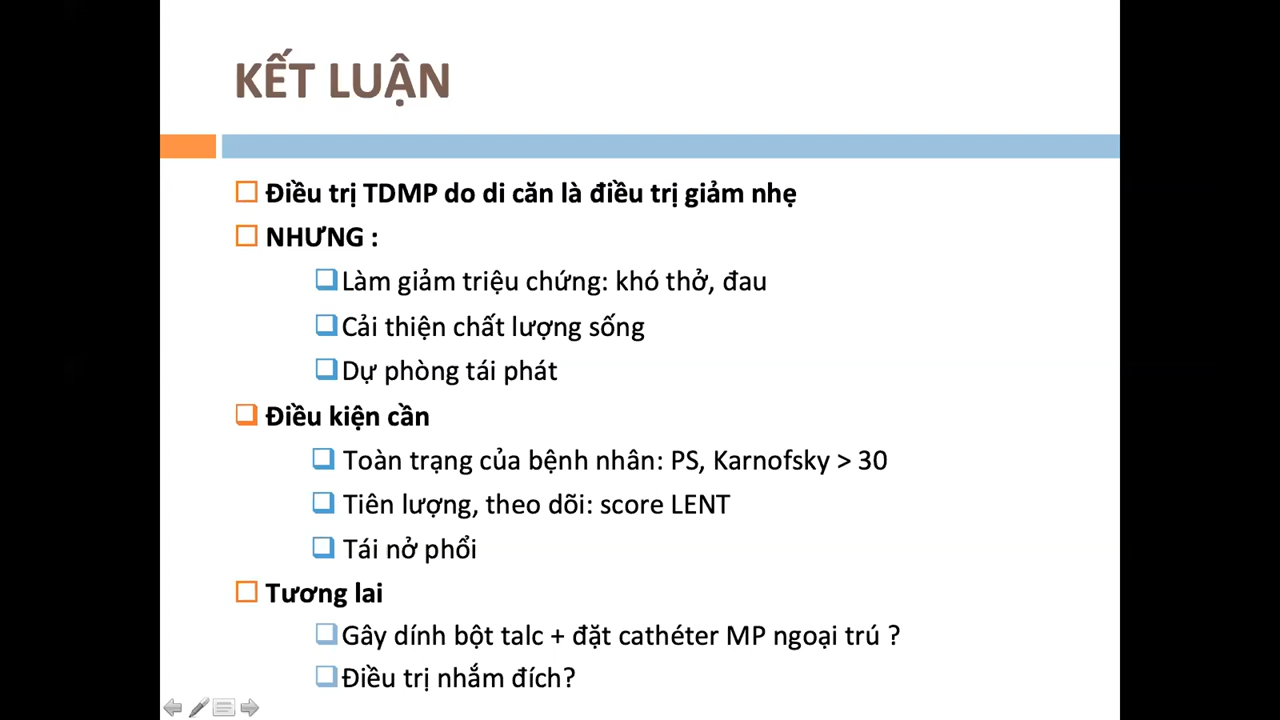 KẾT LUẬN
Điều trị TDMP do di căn là điều trị giảm nhẹ
NHƯNG :
Làm giảm triệu chứng: khó thở, đau
Cải thiện chất lượng sống
Dự phòng tái phát
Điều kiện cần
Toàn trạng của bệnh nhân: PS, Karnofsky > 30
Tiên lượng, theo dõi: score LENT
Tái nở phổi
Tương lai
Gây dính bột talc + đặt cathéter MP ngoại trú ?
Điều trị nhắm đích?